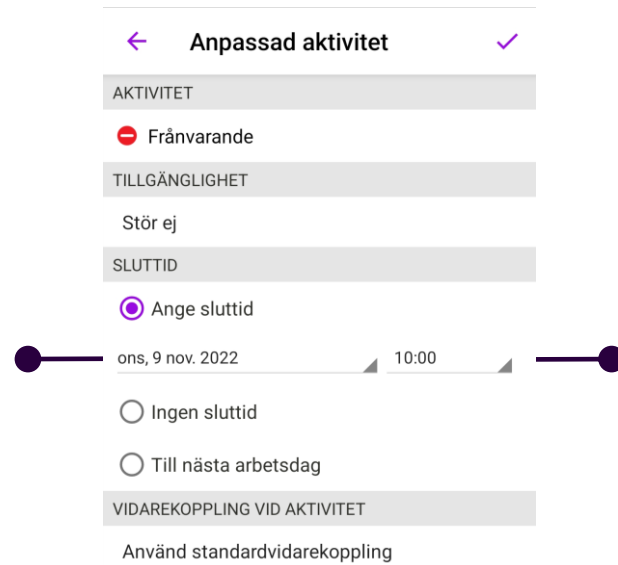 Anpassad aktivitet
AKTIVITET
Frånvarande
TILLGÄNGLIGHET
Stör ej
SLUTTID
Ange sluttid
ons, 9 nov. 2022 10:00
Ingen sluttid
Till nästa arbetsdag
VIDAREKOPPLING VID AKTIVITET
Använd standardvidarekoppling